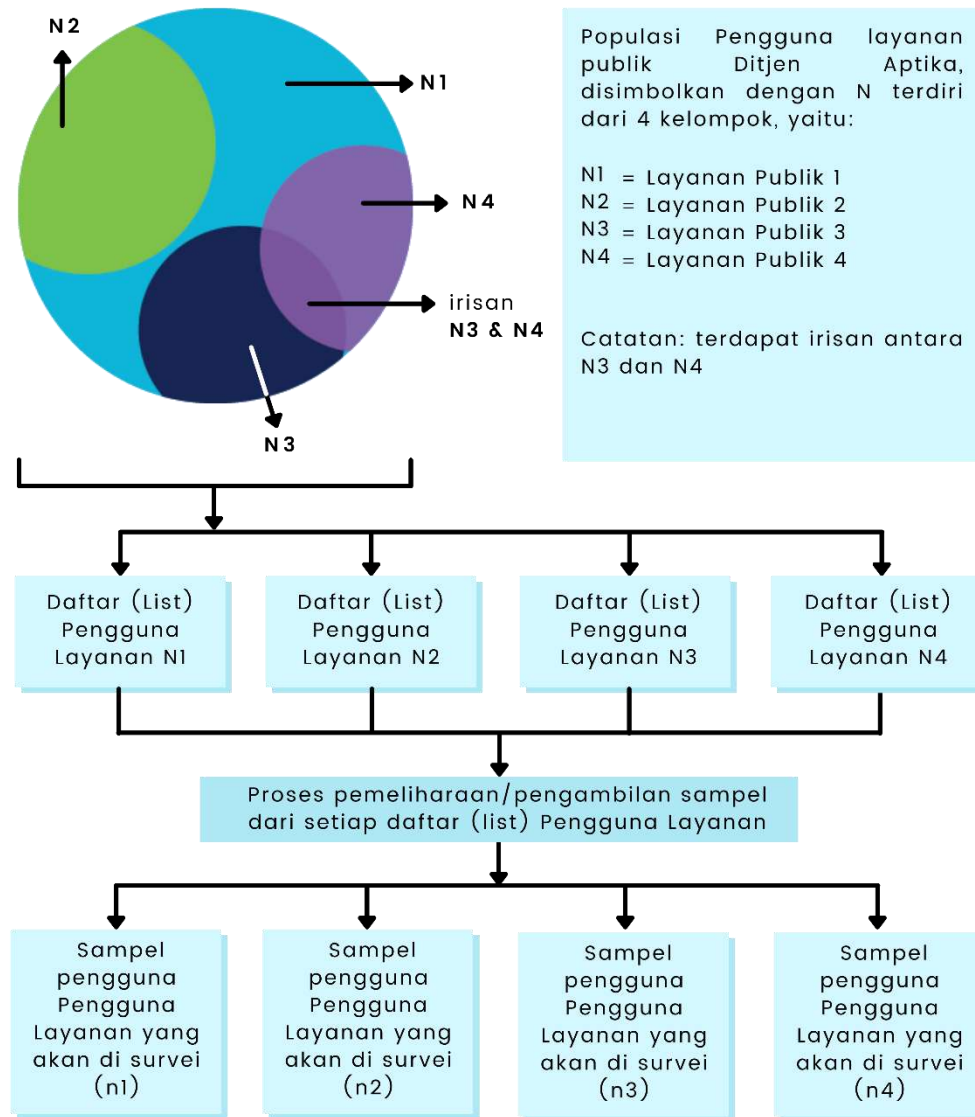 N2
N1
N4
irisan
N3 & N4
N3
Populasi Pengguna layanan
publik Ditjen Aptika,
disimbolkan dengan N terdiri
dari 4 kelompok, yaitu:
N1 = Layanan Publik 1
N2 = Layanan Publik 2
N3 = Layanan Publik 3
N4 = Layanan Publik 4
Catatan: terdapat irisan antara
N3 dan N4
Daftar (List)
Pengguna
Layanan N1
Daftar (List)
Pengguna
Layanan N2
Daftar (List)
Pengguna
Layanan N3
Daftar (List)
Pengguna
Layanan N4
Proses pemeliharaan/pengambilan sampel
dari setiap daftar (list) Pengguna Layanan
Sampel
pengguna
Pengguna
Layanan yang
akan di survei
(n1)
Sampel
pengguna
Pengguna
Layanan yang
akan di survei
(n2)
Sampel
pengguna
Pengguna
Layanan yang
akan di survei
(n3)
Sampel
pengguna
Pengguna
Layanan yang
akan di survei
(n4)